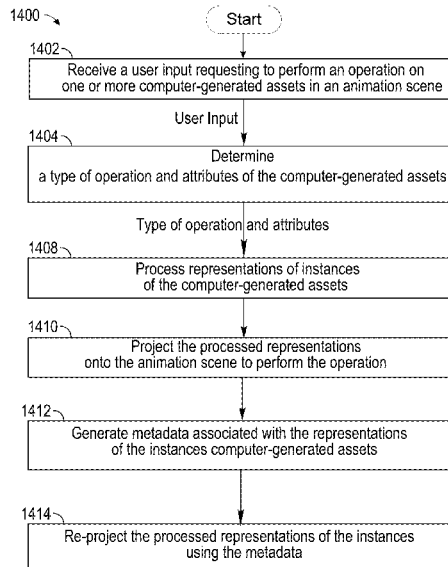 1400
Start
1402
Receive a user input requesting to perform an operation on
one or more computer-generated assets in an animation scene
User Input
1404
Determine
a type of operation and attributes of the computer-generated assets
Type of operation and attributes
1408
Process representations of instances
of the computer-generated assets
1410
Project the processed representations
onto the animation scene to perform the operation
1412
Generate metadata associated with the representations
of the instances computer-generated assets
1414
Re-project the processed representations of the instances
using the metadata